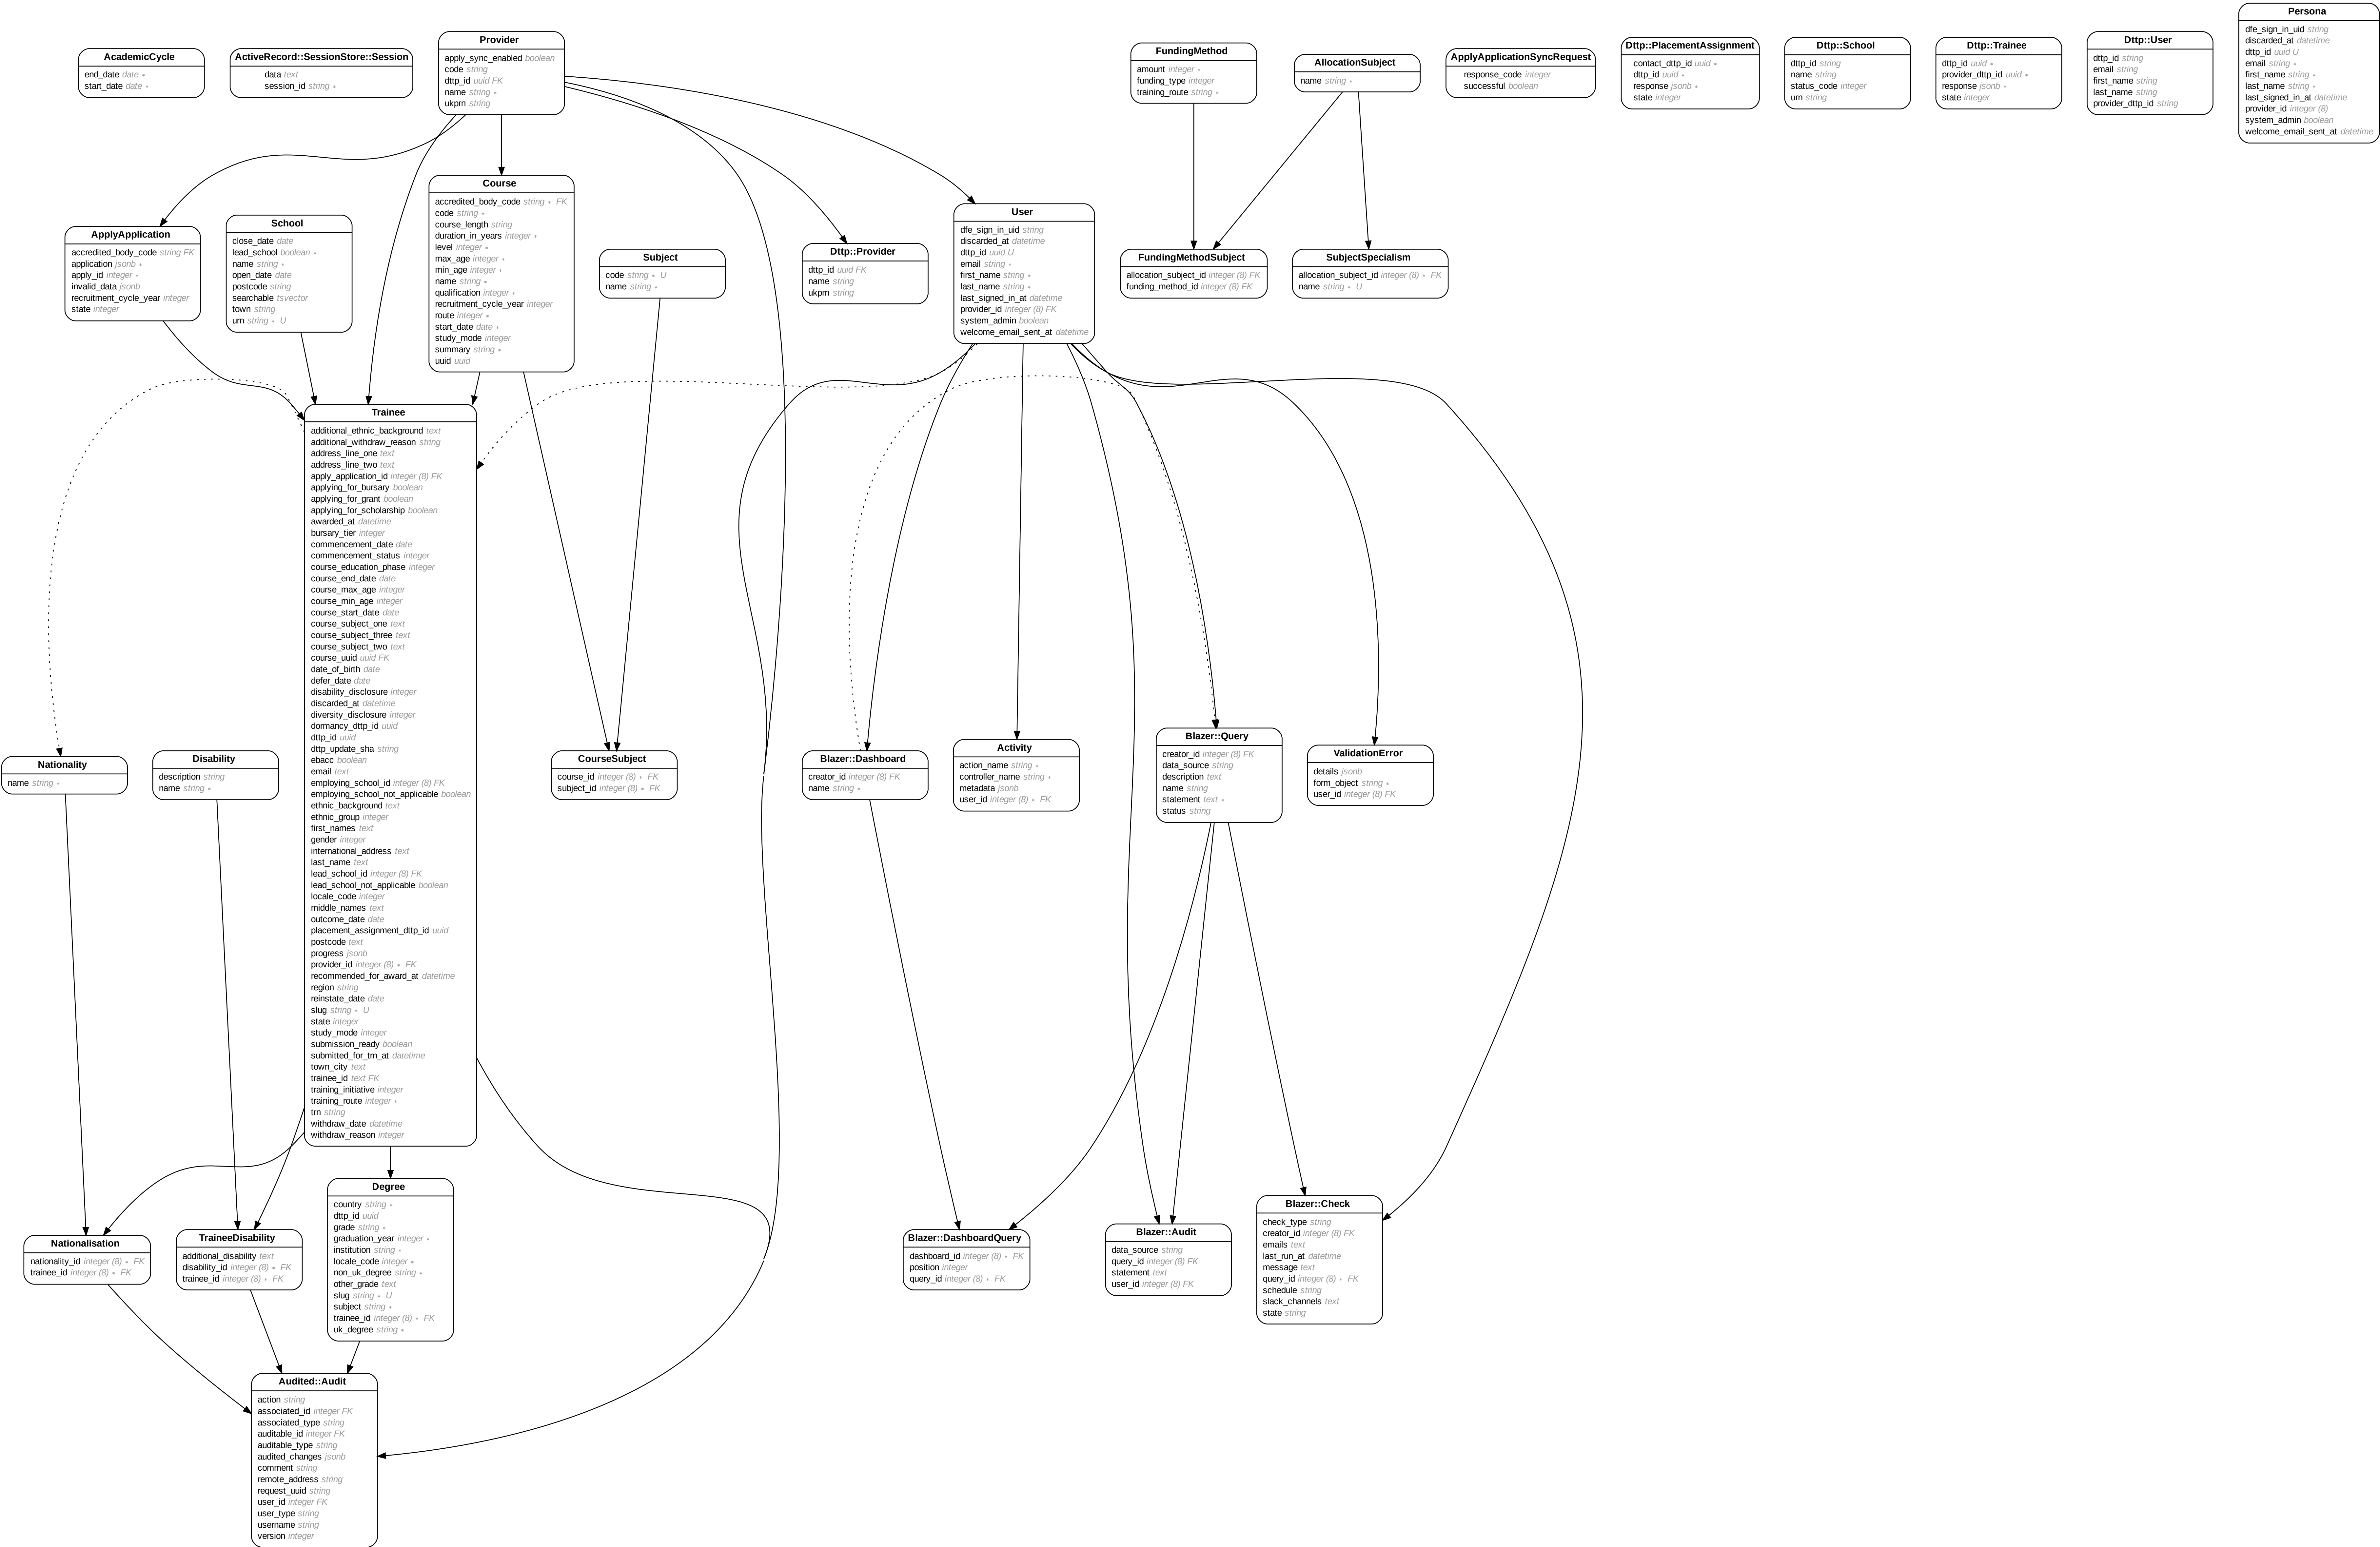 AcademicCycle
end_date date *
start_date date *
ActiveRecord::SessionStore::Session
data text
session_id string *
Provider
apply_sync_enabled boolean
code string
dttp_id uuid FK
name string *
ukprn string
FundingMethod
amount integer *
funding_type integer
training_route string *
AllocationSubject
name string *
ApplyApplicationSyncRequest
response_code integer
successful boolean
Dttp::PlacementAssignment
contact_dttp_id uuid *
dttp_id uuid *
response jsonb *
state integer
Dttp::School
dttp_id string
name string
status_code integer
urn string
Dttp::Trainee
dttp_id uuid *
provider_dttp_id uuid *
response jsonb *
state integer
Dttp::User
dttp_id string
email string
first_name string
last_name string
provider_dttp_id string
Persona
dfe_sign_in_uid string
discarded_at datetime
dttp_id uuid U
email string *
first_name string *
last_name string *
last_signed_in_at datetime
provider_id integer (8)
system_admin boolean
welcome_email_sent_at datetime
ApplyApplication
accredited_body_code string FK
application jsonb *
apply_id integer *
invalid_data jsonb
recruitment_cycle_year integer
state integer
School
close_date date
lead_school boolean *
name string *
open_date date
postcode string
searchable tsvector
town string
urn string * U
Course
accredited_body_code string * FK
code string *
course_length string
duration_in_years integer *
level integer *
max_age integer *
min_age integer *
name string *
qualification integer *
recruitment_cycle_year integer
route integer *
start_date date *
study_mode integer
summary string *
uuid uuid
Subject
code string * U
name string *
Dttp::Provider
dttp_id uuid FK
name string
ukprn string
User
dfe_sign_in_uid string
discarded_at datetime
dttp_id uuid U
email string *
first_name string *
last_name string *
last_signed_in_at datetime
provider_id integer (8) FK
system_admin boolean
welcome_email_sent_at datetime
FundingMethodSubject
allocation_subject_id integer (8) FK
funding_method_id integer (8) FK
SubjectSpecialism
allocation_subject_id integer (8) * FK
name string * U
Trainee
additional_ethnic_background text
additional_withdraw_reason string
address_line_one text
address_line_two text
apply_application_id integer (8) FK
applying_for_bursary boolean
applying_for_grant boolean
applying_for_scholarship boolean
awarded_at datetime
bursary_tier integer
commencement_date date
commencement_status integer
course_education_phase integer
course_end_date date
course_max_age integer
course_min_age integer
course_start_date date
course_subject_one text
course_subject_three text
course_subject_two text
course_uuid uuid FK
date_of_birth date
defer_date date
disability_disclosure integer
discarded_at datetime
diversity_disclosure integer
dormancy_dttp_id uuid
dttp_id uuid
dttp_update_sha string
ebacc boolean
email text
employing_school_id integer (8) FK
employing_school_not_applicable boolean
ethnic_background text
ethnic_group integer
first_names text
gender integer
international_address text
last_name text
lead_school_id integer (8) FK
lead_school_not_applicable boolean
locale_code integer
middle_names text
outcome_date date
placement_assignment_dttp_id uuid
postcode text
progress jsonb
provider_id integer (8) * FK
recommended_for_award_at datetime
region string
reinstate_date date
slug string * U
state integer
study_mode integer
submission_ready boolean
submitted_for_trn_at datetime
town_city text
trainee_id text FK
training_initiative integer
training_route integer *
trn string
withdraw_date datetime
withdraw_reason integer
Nationality
name string *
Disability
description string
name string *
CourseSubject
course_id integer (8) * FK
subject_id integer (8) * FK
Blazer::Dashboard
creator_id integer (8) FK
name string *
Activity
action_name string *
controller_name string *
metadata jsonb
user_id integer (8) * FK
Blazer::Query
creator_id integer (8) FK
data_source string
description text
name string
statement text *
status string
ValidationError
details jsonb
form_object string *
user_id integer (8) FK
Nationalisation
nationality_id integer (8) * FK
trainee_id integer (8) * FK
TraineeDisability
additional_disability text
disability_id integer (8) * FK
trainee_id integer (8) * FK
Degree
country string *
dttp_id uuid
grade string *
graduation_year integer *
institution string *
locale_code integer *
non_uk_degree string *
other_grade text
slug string * U
subject string *
trainee_id integer (8) * FK
uk_degree string *
Blazer::DashboardQuery
dashboard_id integer (8) * FK
position integer
query_id integer (8) * FK
Blazer::Audit
data_source string
query_id integer (8) FK
statement text
user_id integer (8) FK
Blazer::Check
check_type string
creator_id integer (8) FK
emails text
last_run_at datetime
message text
query_id integer (8) * FK
schedule string
slack_channels text
state string
Audited::Audit
action string
associated_id integer FK
associated_type string
auditable_id integer FK
auditable_type string
audited_changes jsonb
comment string
remote_address string
request_uuid string
user_id integer FK
user_type string
username string
version integer